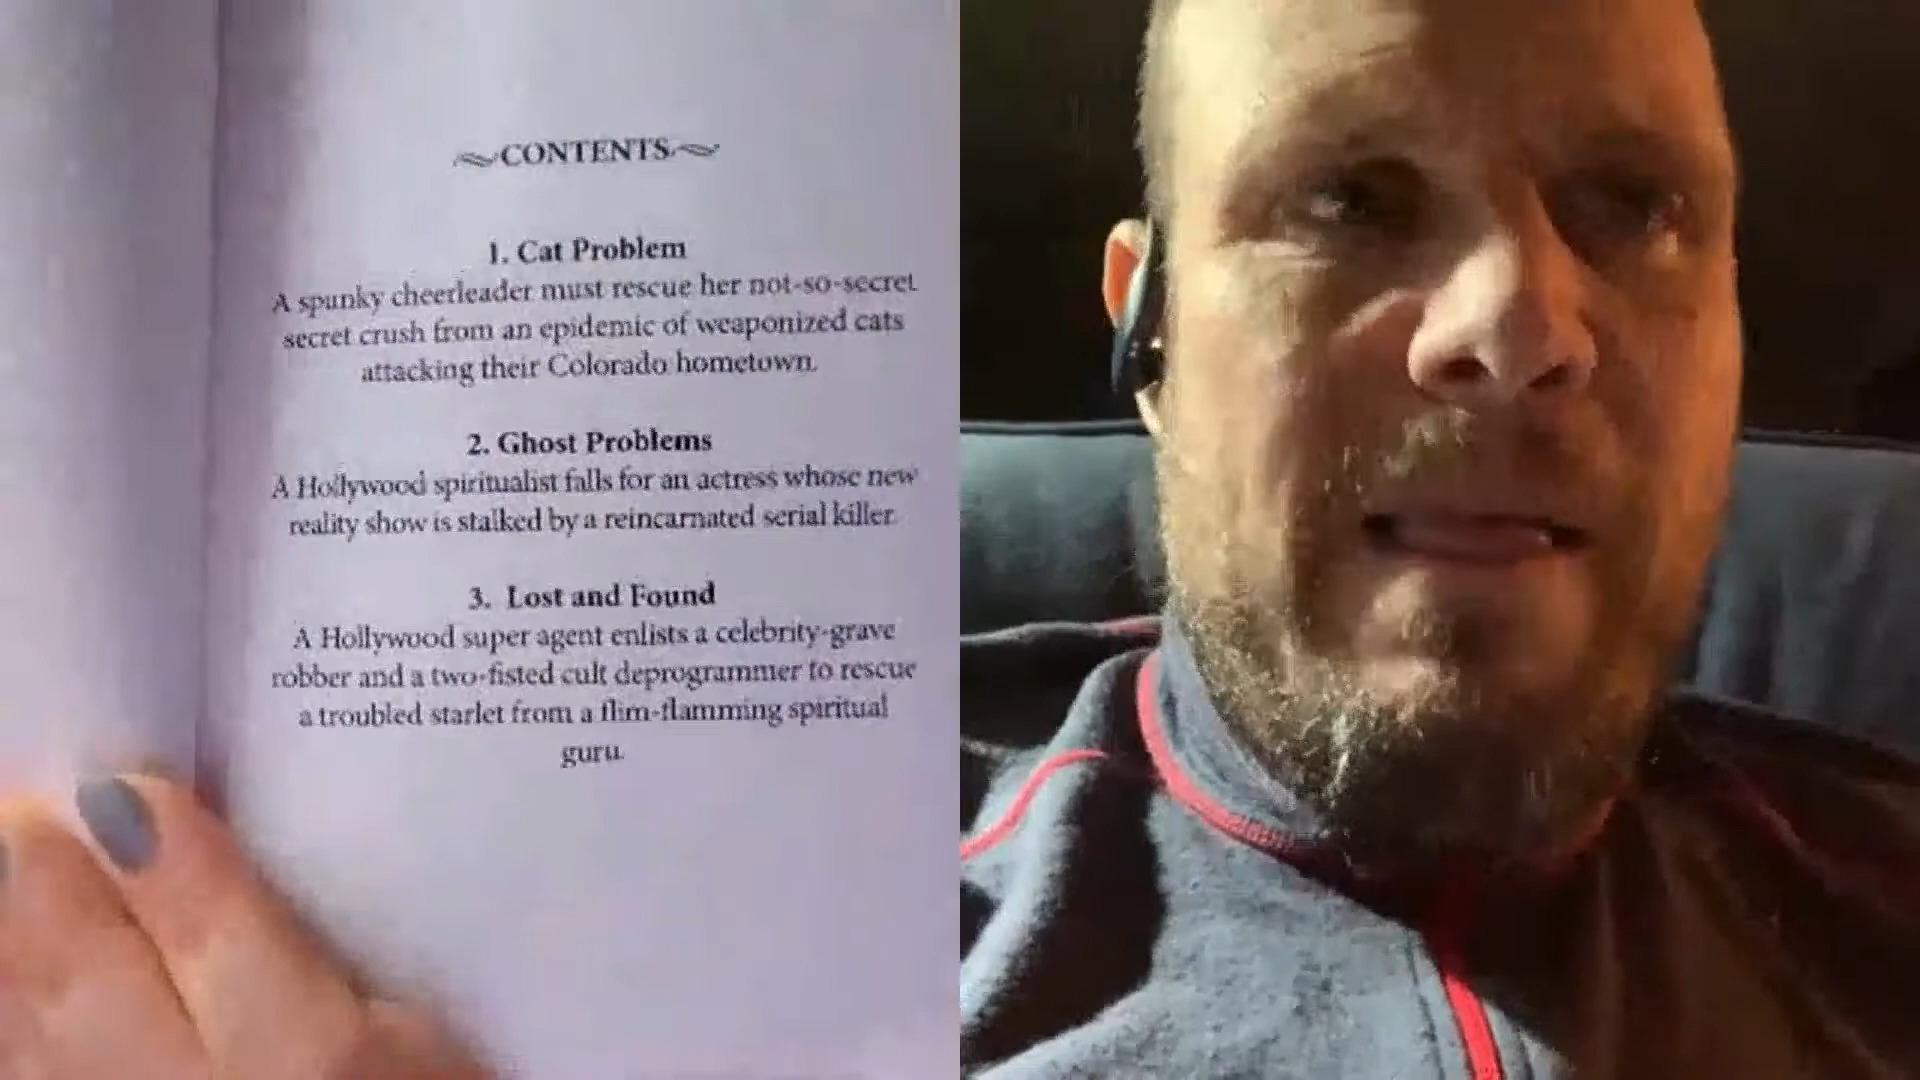 CONTENTS
1. Cat Problem
A spunky cheerleader must rescue her not-so-secret
secret crush from an epidemic of weaponized cats
attacking their Colorado hometown.
2. Ghost Problems
A Hollywood spiritualist falls for an actress whose new
reality show is stalked by a reincarnated serial killer.
3. Lost and Found
A Hollywood super agent enlists a celebrity-grave
robber and a two-fisted cult deprogrammer to rescue
a troubled starlet from a flim-flamming spiritual
guru.